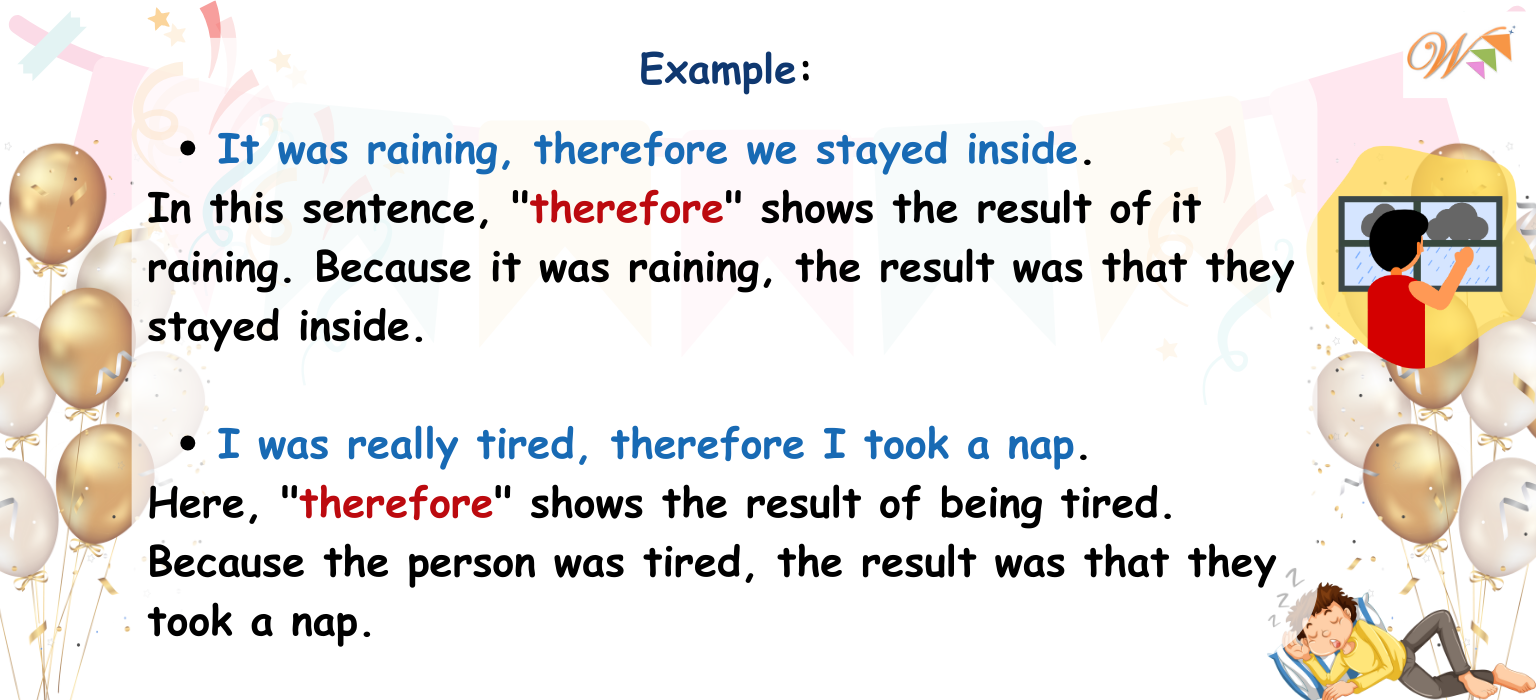 W
Example:
• It was raining, therefore we stayed inside.
In this sentence, "therefore" shows the result of it
raining. Because it was raining, the result was that they
stayed inside.
• I was really tired, therefore I took a nap.
Here, "therefore" shows the result of being tired.
Because the person was tired, the result was that they
took a nap.
z
z
z
z